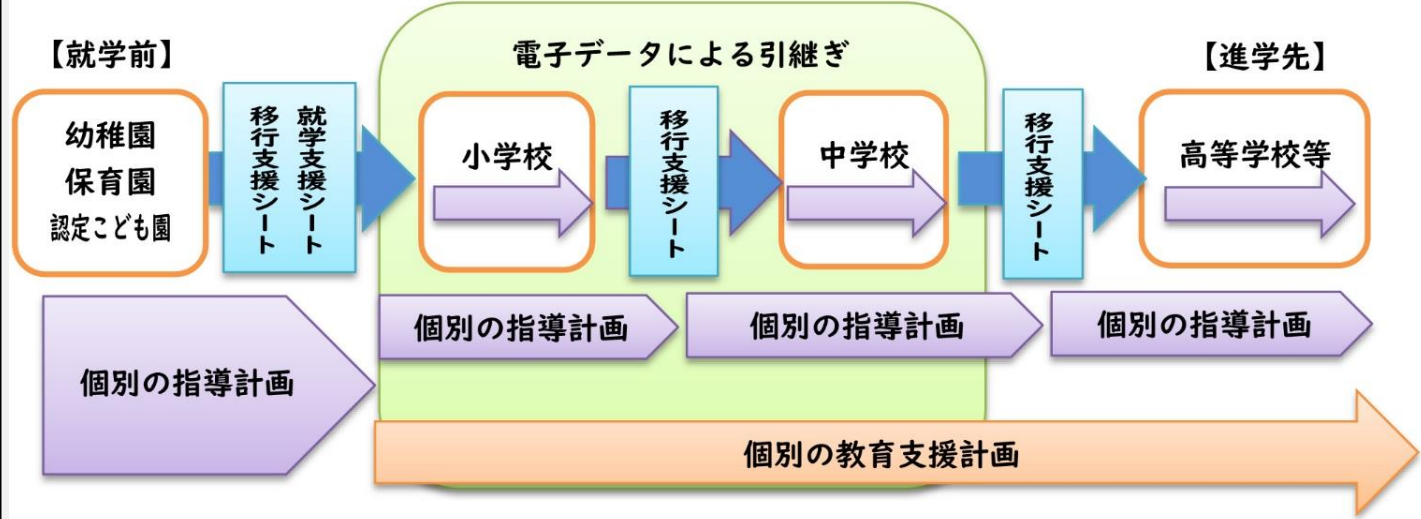 【就学前】
電子データによる引継ぎ
【進学先】
幼稚園
保育園
認定こども園
就学支援シート
移行支援シート
小学校
移行支援シート
中学校
移行支援シート
高等学校等
個別の指導計画
個別の指導計画
個別の指導計画
個別の指導計画
個別の教育支援計画